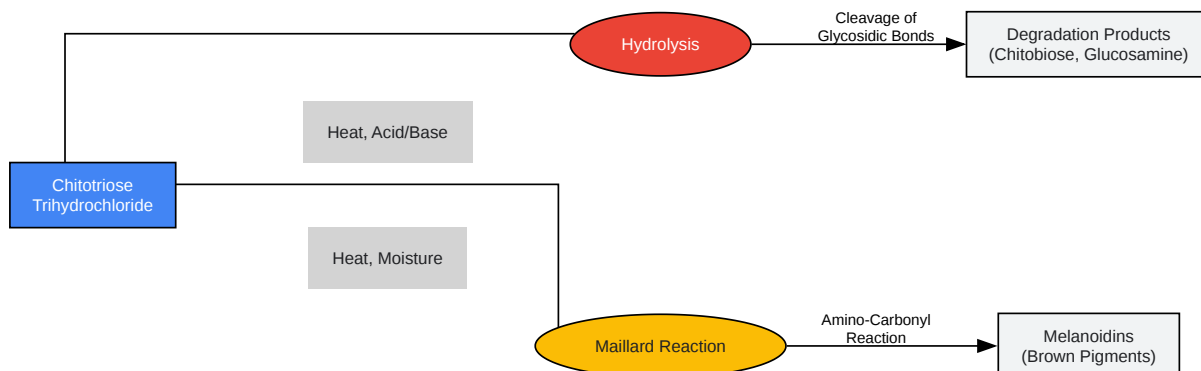 Cleavage of
Glycosidic Bonds
Hydrolysis
Degradation Products
(Chitobiose, Glucosamine)
Heat, Acid/Base
Chitotriose
Trihydrochloride
Heat, Moisture
Amino-Carbonyl
Reaction
Maillard Reaction
Melanoidins
(Brown Pigments)